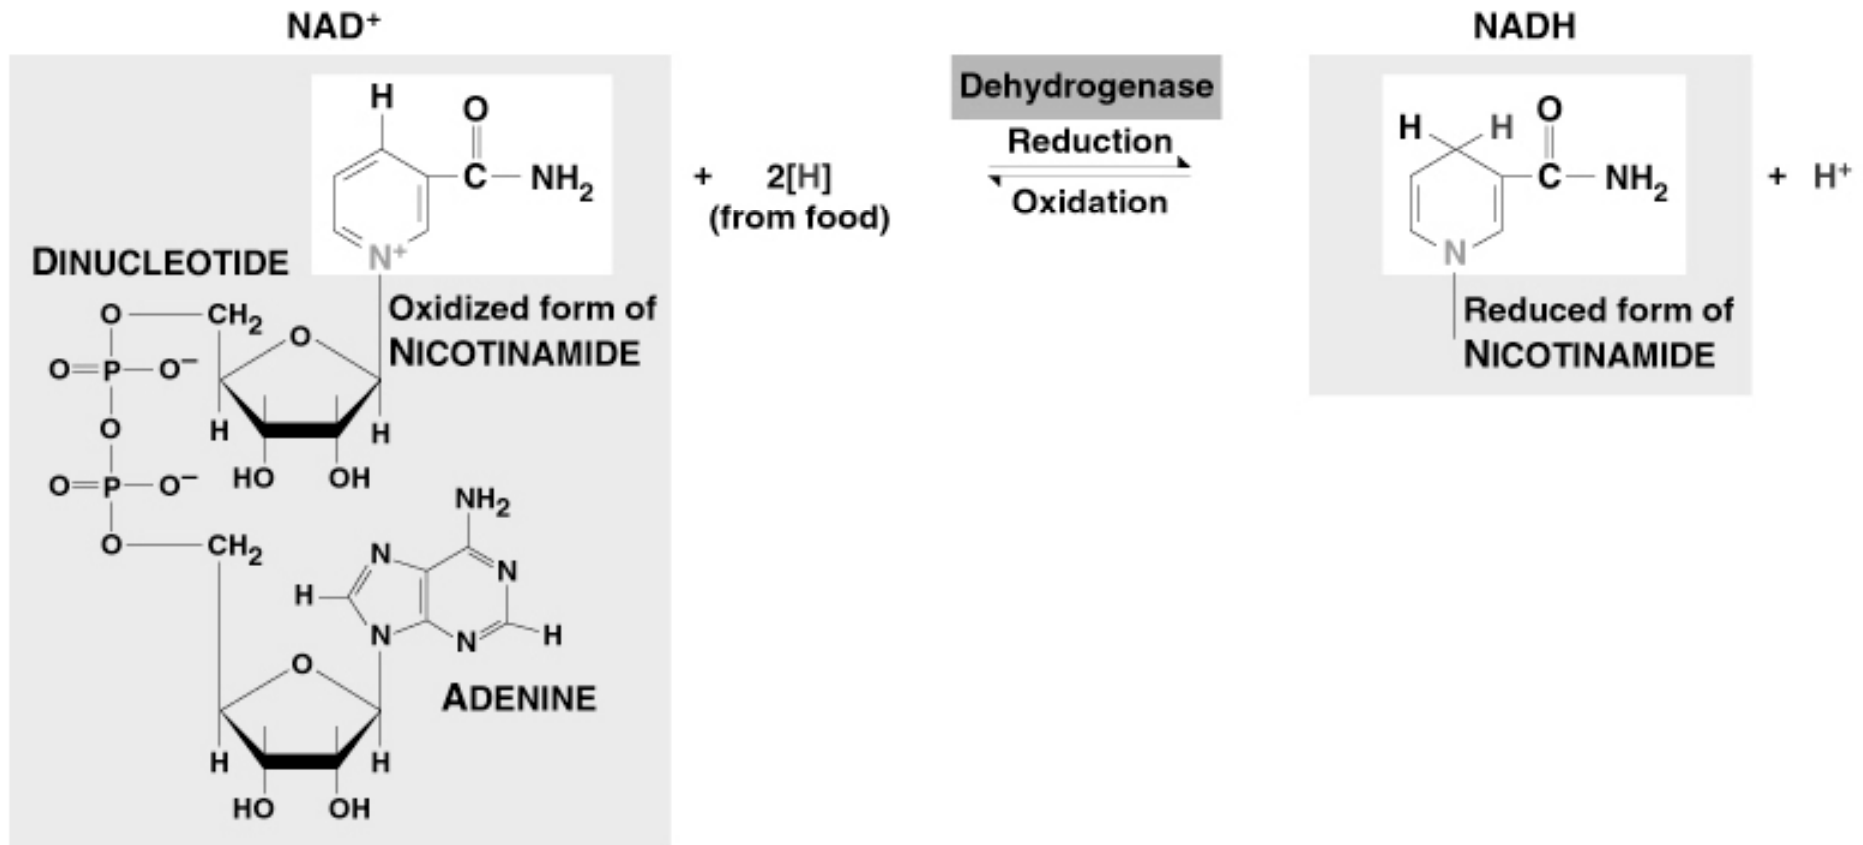 NAD⁺
NADH
Dehydrogenase
Reduction
Oxidation
+ 2[H]
(from food)
+ H⁺
H
O
C
NH₂
N⁺
DINUCLEOTIDE
Oxidized form of
NICOTINAMIDE
O
CH₂
O
O=P—O⁻
O
H
H
HO
OH
O=P—O⁻
O
CH₂
NH₂
N
N
H
N
N
H
O
ADENINE
H
H
HO
OH
H
H
O
C
NH₂
N
Reduced form of
NICOTINAMIDE